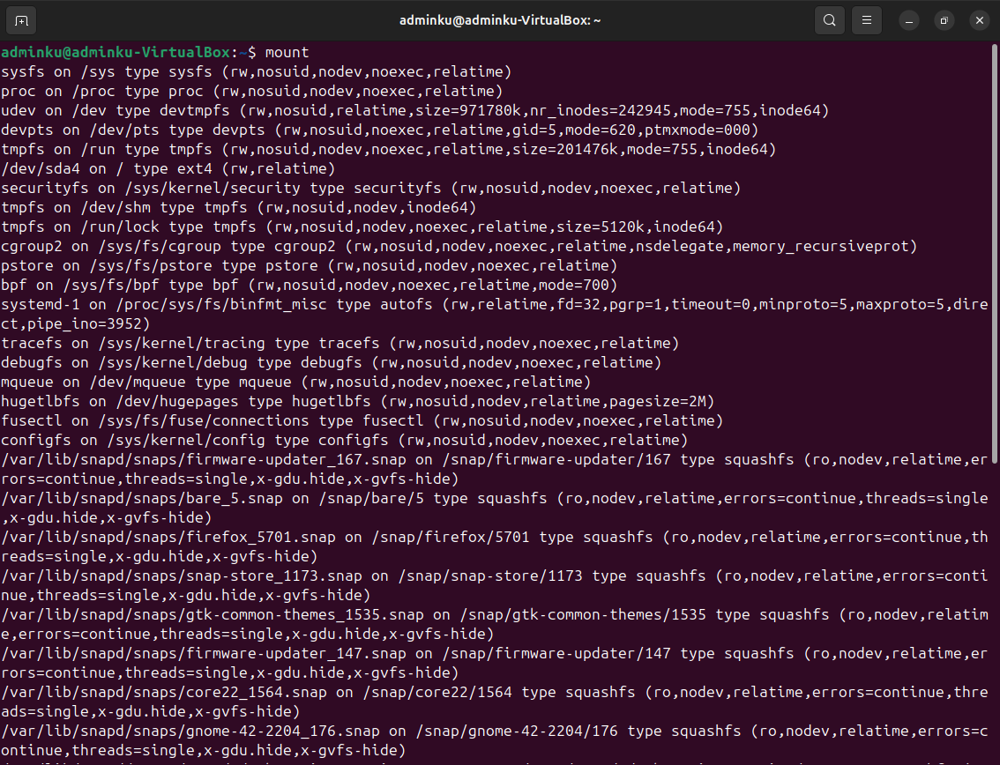 adminku@adminku-VirtualBox: ~
adminku@adminku-VirtualBox:~$ mount
sysfs on /sys type sysfs (rw,nosuid,nodev,noexec,relatime)
proc on /proc type proc (rw,nosuid,nodev,noexec,relatime)
udev on /dev type devtmpfs (rw,nosuid,relatime,size=971780k,nr_inodes=242945,mode=755,inode64)
devpts on /dev/pts type devpts (rw,nosuid,noexec,relatime,gid=5,mode=620,ptmxmode=000)
tmpfs on /run type tmpfs (rw,nosuid,nodev,noexec,relatime,size=201476k,mode=755,inode64)
/dev/sda4 on / type ext4 (rw,relatime)
securityfs on /sys/kernel/security type securityfs (rw,nosuid,nodev,noexec,relatime)
tmpfs on /dev/shm type tmpfs (rw,nosuid,nodev,inode64)
tmpfs on /run/lock type tmpfs (rw,nosuid,nodev,noexec,relatime,size=5120k,inode64)
cgroup2 on /sys/fs/cgroup type cgroup2 (rw,nosuid,nodev,noexec,relatime,nsdelegate,memory_recursiveprot)
pstore on /sys/fs/pstore type pstore (rw,nosuid,nodev,noexec,relatime)
bpf on /sys/fs/bpf type bpf (rw,nosuid,nodev,noexec,relatime,mode=700)
systemd-1 on /proc/sys/fs/binfmt_misc type autofs (rw,relatime,fd=32,pgrp=1,timeout=0,minproto=5,maxproto=5,dire
ct,pipe_ino=3952)
tracefs on /sys/kernel/tracing type tracefs (rw,nosuid,nodev,noexec,relatime)
debugfs on /sys/kernel/debug type debugfs (rw,nosuid,nodev,noexec,relatime)
mqueue on /dev/mqueue type mqueue (rw,nosuid,nodev,noexec,relatime)
hugetlbfs on /dev/hugepages type hugetlbfs (rw,nosuid,nodev,relatime,pagesize=2M)
fusectl on /sys/fs/fuse/connections type fusectl (rw,nosuid,nodev,noexec,relatime)
configfs on /sys/kernel/config type configfs (rw,nosuid,nodev,noexec,relatime)
/var/lib/snapd/snaps/firmware-updater_167.snap on /snap/firmware-updater/167 type squashfs (ro,nodev,relatime,er
rors=continue,threads=single,x-gdu.hide,x-gvfs-hide)
/var/lib/snapd/snaps/bare_5.snap on /snap/bare/5 type squashfs (ro,nodev,relatime,errors=continue,threads=single
,x-gdu.hide,x-gvfs-hide)
/var/lib/snapd/snaps/firefox_5701.snap on /snap/firefox/5701 type squashfs (ro,nodev,relatime,errors=continue,th
reads=single,x-gdu.hide,x-gvfs-hide)
/var/lib/snapd/snaps/snap-store_1173.snap on /snap/snap-store/1173 type squashfs (ro,nodev,relatime,errors=conti
nue,threads=single,x-gdu.hide,x-gvfs-hide)
/var/lib/snapd/snaps/gtk-common-themes_1535.snap on /snap/gtk-common-themes/1535 type squashfs (ro,nodev,relatim
e,errors=continue,threads=single,x-gdu.hide,x-gvfs-hide)
/var/lib/snapd/snaps/firmware-updater_147.snap on /snap/firmware-updater/147 type squashfs (ro,nodev,relatime,er
rors=continue,threads=single,x-gdu.hide,x-gvfs-hide)
/var/lib/snapd/snaps/core22_1564.snap on /snap/core22/1564 type squashfs (ro,nodev,relatime,errors=continue,thre
ads=single,x-gdu.hide,x-gvfs-hide)
/var/lib/snapd/snaps/gnome-42-2204_176.snap on /snap/gnome-42-2204/176 type squashfs (ro,nodev,relatime,errors=c
ontinue,threads=single,x-gdu.hide,x-gvfs-hide)